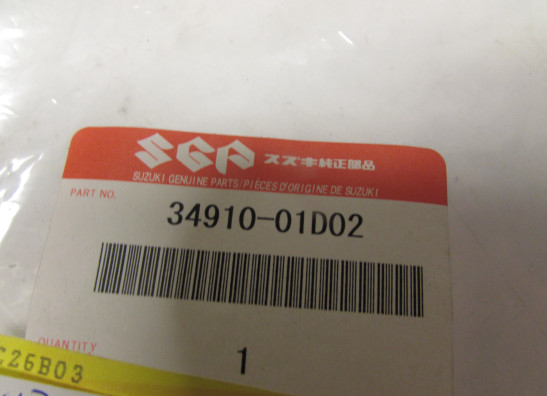 SGP スズキ純正部品
SUZUKI GENUINE PARTS/PIÈCES D'ORIGINE DE SUZUKI
PART NO.
34910-01D02
QUANTITY
1
C26B03